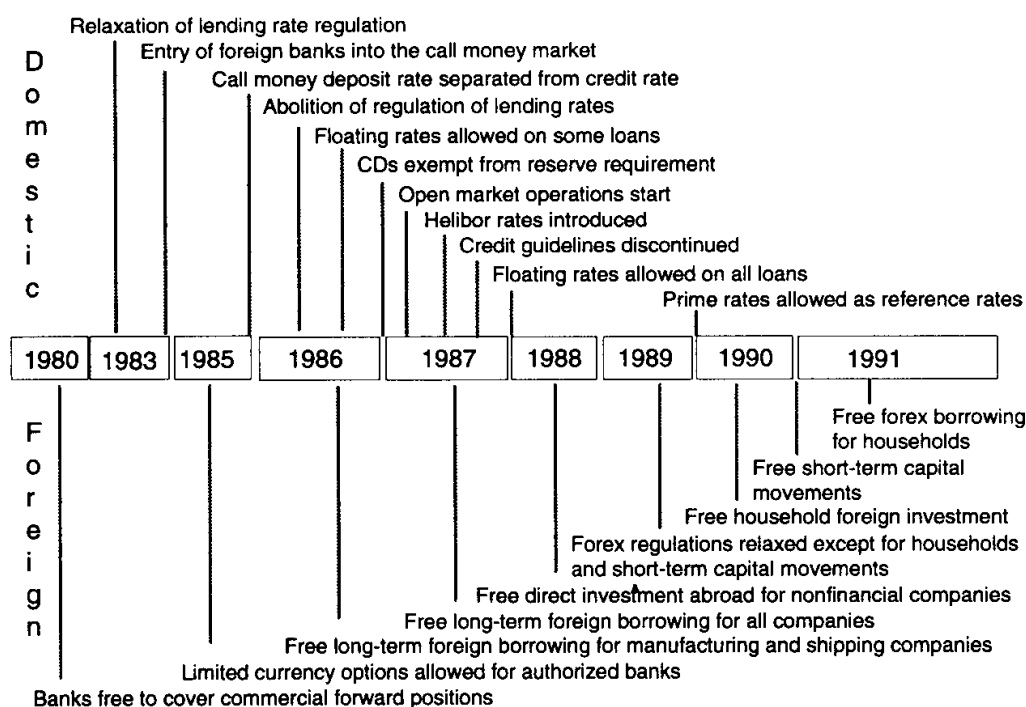 Relaxation of lending rate regulation
Entry of foreign banks into the call money market
Call money deposit rate separated from credit rate
Abolition of regulation of lending rates
Floating rates allowed on some loans
CDs exempt from reserve requirement
Open market operations start
Helibor rates introduced
Credit guidelines discontinued
Floating rates allowed on all loans
Prime rates allowed as reference rates
Domestic
1980 1983 1985 1986 1987 1988 1989 1990 1991
Foreign
Free forex borrowing
for households
Free short-term capital
movements
Free household foreign investment
Forex regulations relaxed except for households
and short-term capital movements
Free direct investment abroad for nonfinancial companies
Free long-term foreign borrowing for all companies
Free long-term foreign borrowing for manufacturing and shipping companies
Limited currency options allowed for authorized banks
Banks free to cover commercial forward positions